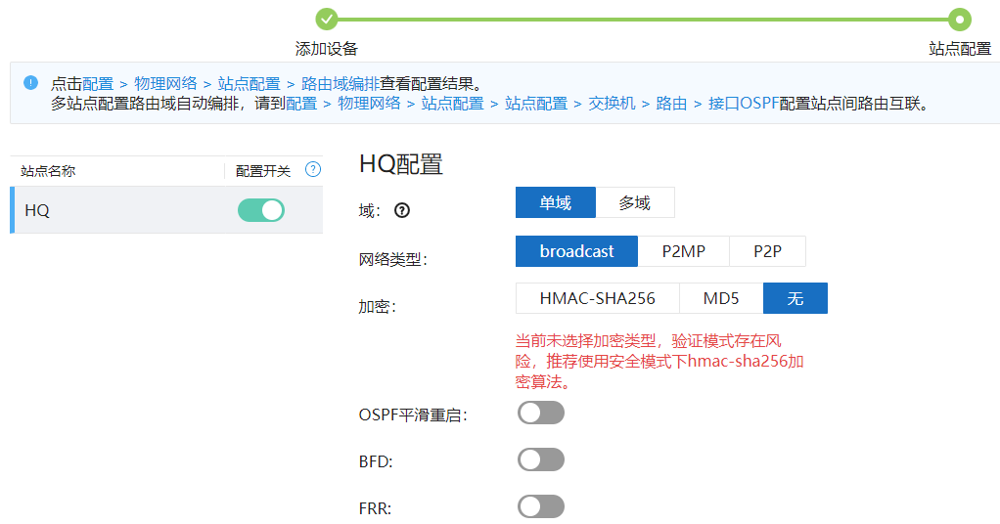 添加设备
站点配置
点击配置 > 物理网络 > 站点配置 > 路由域编排查看配置结果。
多站点配置路由域自动编排，请到配置 > 物理网络 > 站点配置 > 站点配置 > 交换机 > 路由 > 接口OSPF配置站点间路由互联。
站点名称 配置开关 ?
HQ
HQ配置
域： ? 单域 多域
网络类型： broadcast P2MP P2P
加密： HMAC-SHA256 MD5 无
当前未选择加密类型，验证模式存在风
险，推荐使用安全模式下hmac-sha256加
密算法。
OSPF平滑重启：
BFD:
FRR: